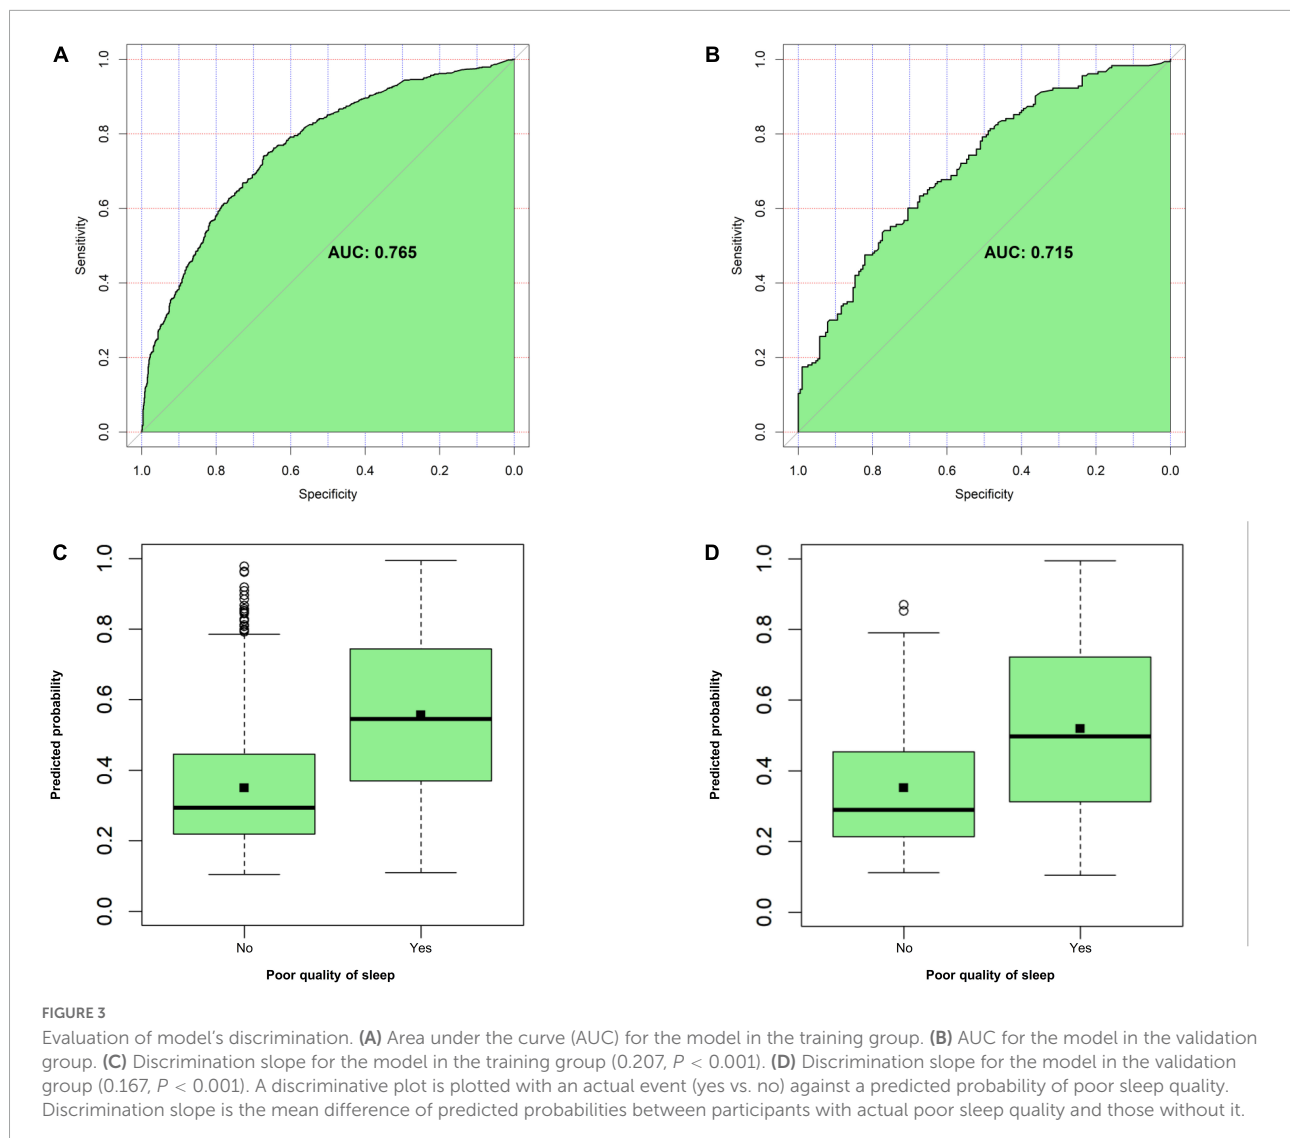 A
1.0
0.8
0.6
0.4
0.2
0.0
Sensitivity
AUC: 0.765
1.0 0.8 0.6 0.4 0.2 0.0
Specificity
B
1.0
0.8
0.6
0.4
0.2
0.0
Sensitivity
AUC: 0.715
1.0 0.8 0.6 0.4 0.2 0.0
Specificity
C
1.0
0.8
0.6
0.4
0.2
0.0
Predicted probability
No Yes
Poor quality of sleep
D
1.0
0.8
0.6
0.4
0.2
0.0
Predicted probability
No Yes
Poor quality of sleep
FIGURE 3
Evaluation of model's discrimination. (A) Area under the curve (AUC) for the model in the training group. (B) AUC for the model in the validation
group. (C) Discrimination slope for the model in the training group (0.207, P < 0.001). (D) Discrimination slope for the model in the validation
group (0.167, P < 0.001). A discriminative plot is plotted with an actual event (yes vs. no) against a predicted probability of poor sleep quality.
Discrimination slope is the mean difference of predicted probabilities between participants with actual poor sleep quality and those without it.